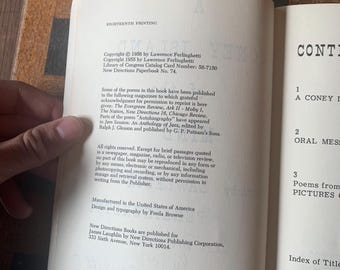 EIGHTEENTH PRINTING
Copyright © 1958 by Lawrence Ferlinghetti
Copyright 1955 by Lawrence Ferlinghetti
Library of Congress Catalog Card Number: 58-7150
New Directions Paperbook No. 74.
Some of the poems in this book have been published
in the following magazines to which grateful
acknowledgment for permission to reprint is here
given: The Evergreen Review, Ark II - Moby I,
The Nation, New Directions 16, Chicago Review.
Parts of the poem "Autobiography" have appeared
in Jam Session: An Anthology of Jazz, edited by
Ralph J. Gleason and published by G. P. Putnam's Sons.
All rights reserved. Except for brief passages quoted
in a newspaper, magazine, radio, or television review,
no part of this book may be reproduced in any form or
by any means, electronic or mechanical, including
photocopying and recording, or by any information
storage and retrieval system, without permission in
writing from the Publisher.
Manufactured in the United States of America
Design and typography by Freda Browne
New Directions Books are published for
James Laughlin by New Directions Publishing Corporation,
333 Sixth Avenue, New York 10014.
CONT
1
A CONEY I
2
ORAL MESS
3
Poems from
PICTURES O
Index of Title